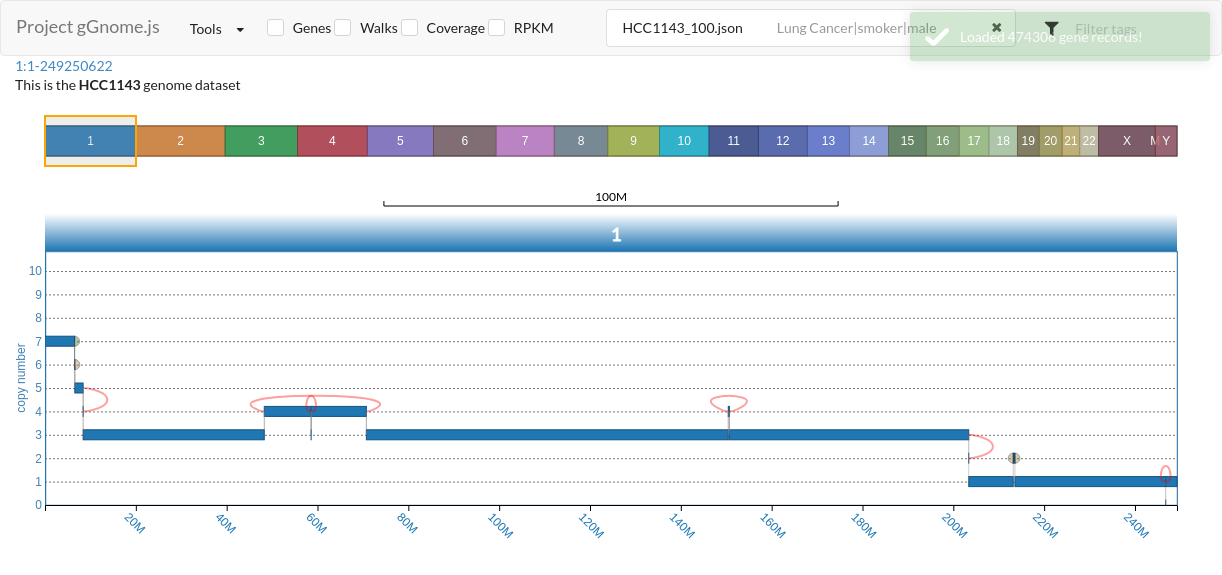 Project gGnome.js Tools Genes Walks Coverage RPKM HCC1143_100.json Lung Cancer|smoker|male Filter tags
Loaded 474306 gene records!
1:1-249250622
This is the HCC1143 genome dataset
1 2 3 4 5 6 7 8 9 10 11 12 13 14 15 16 17 18 19 20 21 22 X M Y
100M
1
copy number
10
9
8
7
6
5
4
3
2
1
0
20M 40M 60M 80M 100M 120M 140M 160M 180M 200M 220M 240M